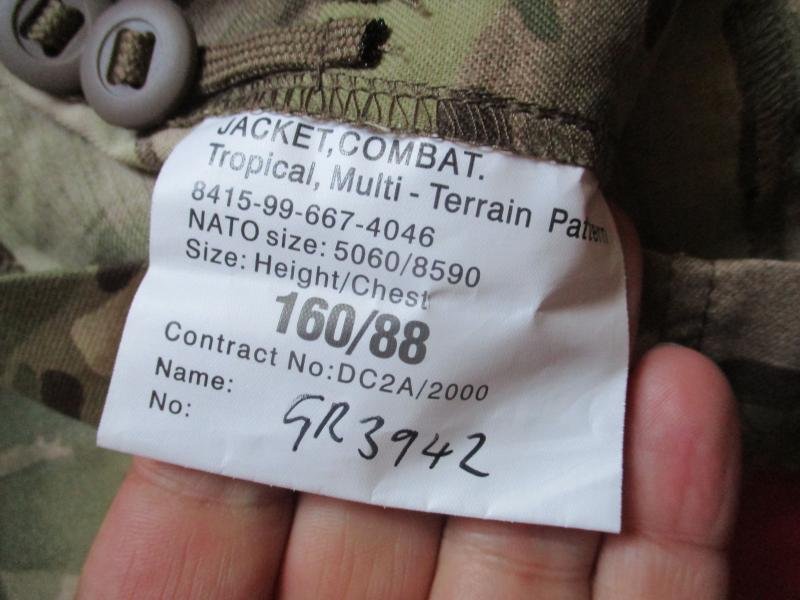 JACKET,COMBAT.
Tropical, Multi - Terrain Pattern
8415-99-667-4046
NATO size: 5060/8590
Size: Height/Chest
160/88
Contract No:DC2A/2000
Name:
No:
GR3942